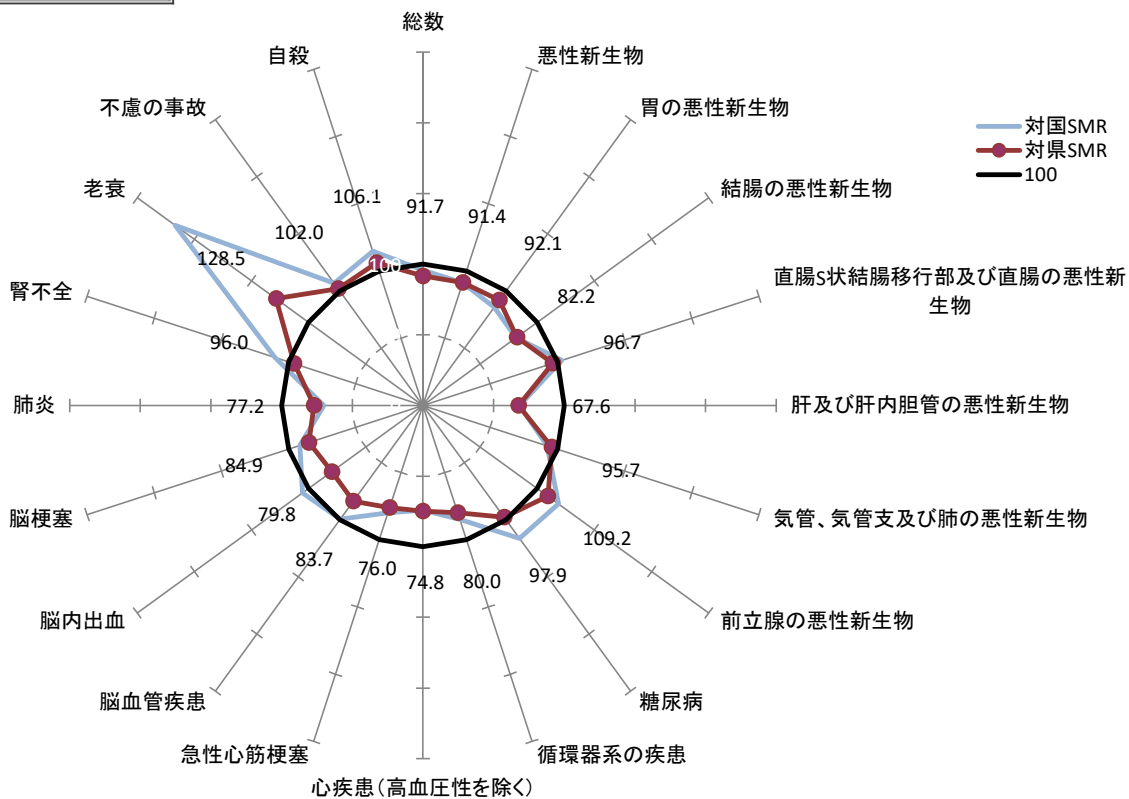 総数
自殺
悪性新生物
不慮の事故
胃の悪性新生物
対国SMR
対県SMR
100
老衰
結腸の悪性新生物
106.1
91.7
91.4
102.0
92.1
128.5
100
82.2
直腸S状結腸移行部及び直腸の悪性新
生物
腎不全
96.0
96.7
肺炎
77.2
67.6
肝及び肝内胆管の悪性新生物
84.9
95.7
脳梗塞
気管、気管支及び肺の悪性新生物
79.8
109.2
83.7
76.0
74.8
80.0
97.9
脳内出血
前立腺の悪性新生物
脳血管疾患
糖尿病
急性心筋梗塞
循環器系の疾患
心疾患(高血圧性を除く)